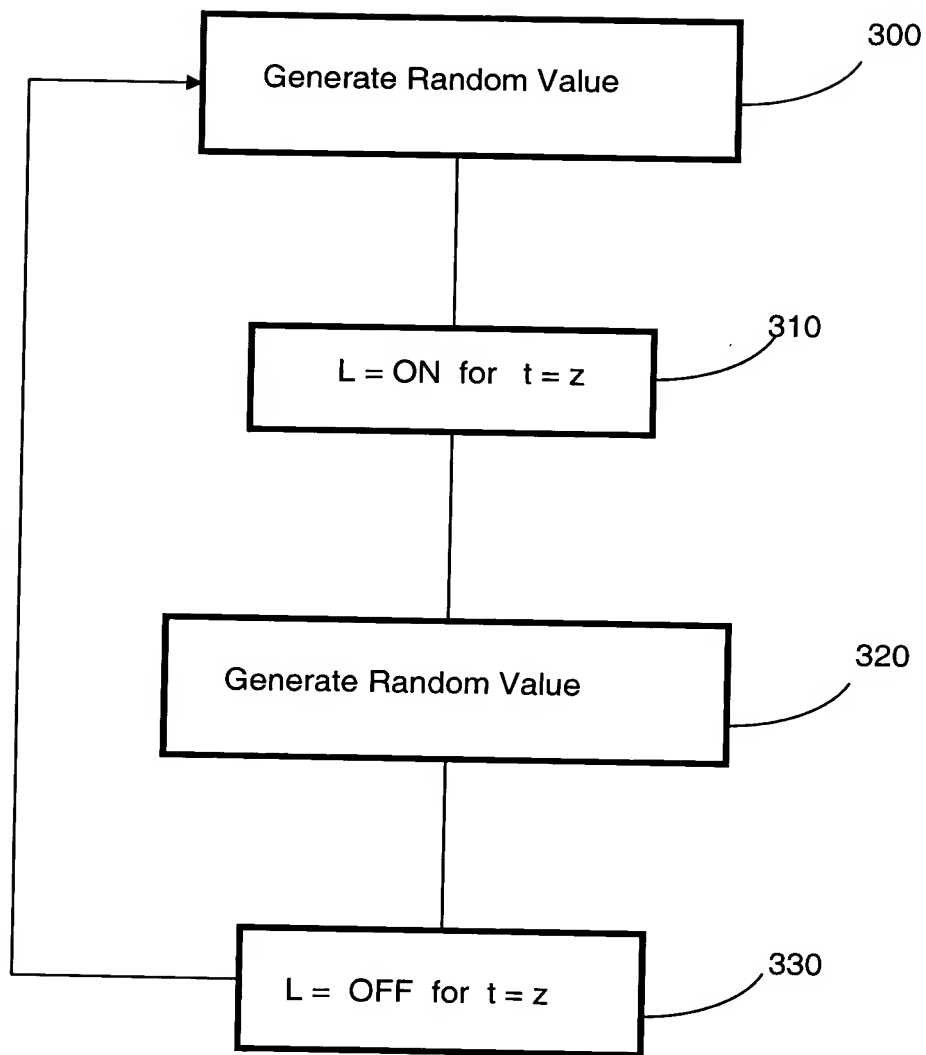 300
Generate Random Value
310
L = ON for t = z
320
Generate Random Value
330
L = OFF for t = z